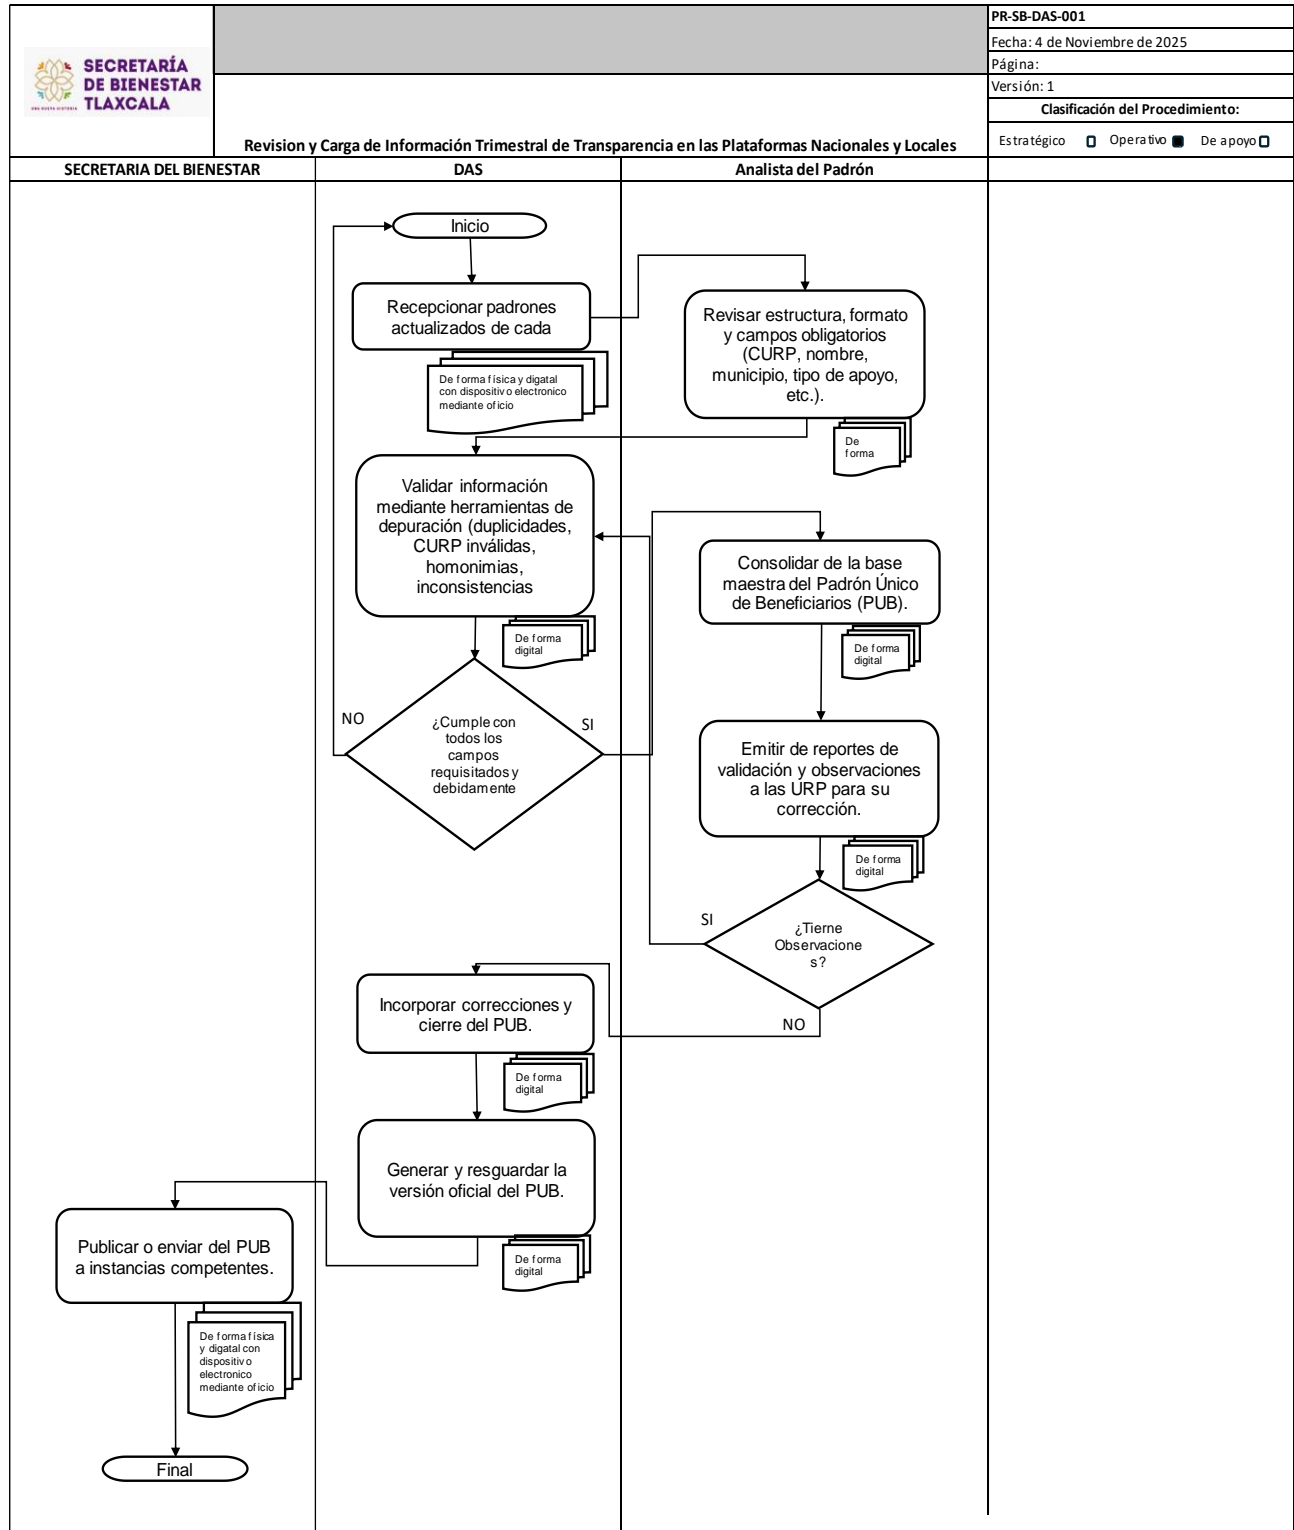 PR-SB-DAS-001
Fecha: 4 de Noviembre de 2025
Página:
Versión: 1
Clasificación del Procedimiento:
Estratégico Operativo De apoyo
SECRETARÍA
DE BIENESTAR
TLAXCALA
UNA NUEVA HISTORIA
Revision y Carga de Información Trimestral de Transparencia en las Plataformas Nacionales y Locales
SECRETARIA DEL BIENESTAR
DAS
Analista del Padrón
Inicio
Recepcionar padrones
actualizados de cada
De forma física y digatal
con dispositivo electronico
mediante oficio
Revisar estructura, formato
y campos obligatorios
(CURP, nombre,
municipio, tipo de apoyo,
etc.).
De
forma
Validar información
mediante herramientas de
depuración (duplicidades,
CURP inválidas,
homonimias,
inconsistencias
De forma
digital
Consolidar de la base
maestra del Padrón Único
de Beneficiarios (PUB).
De forma
digital
NO
¿Cumple con
todos los
campos
requisitados y
debidamente
SI
Emitir de reportes de
validación y observaciones
a las URP para su
corrección.
De forma
digital
SI
¿Tierne
Observacione
s?
NO
Incorporar correcciones y
cierre del PUB.
De forma
digital
Generar y resguardar la
versión oficial del PUB.
De forma
digital
Publicar o enviar del PUB
a instancias competentes.
De forma física
y digatal con
dispositivo
electronico
mediante oficio
Final